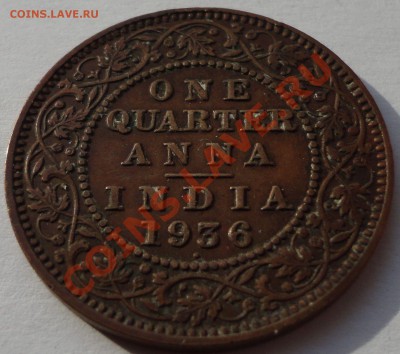 COINS.LAVE.RU
ONE
QUARTER
ANNA
INDIA
1936
COINS.LAVE.RU